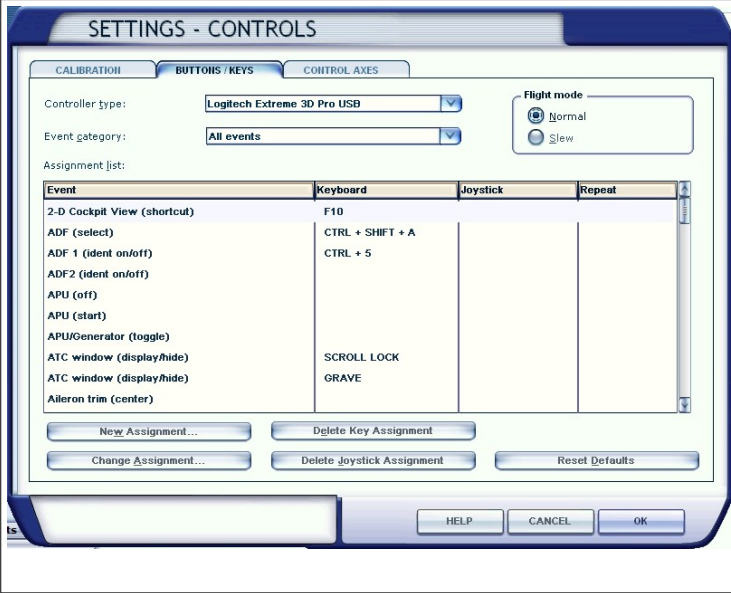 SETTINGS - CONTROLS
CALIBRATION BUTTONS / KEYS CONTROL AXES
Controller type: Logitech Extreme 3D Pro USB
Flight mode
Normal
Event category: All events
Slew
Assignment list:
Event Keyboard Joystick Repeat
2-D Cockpit View (shortcut) F10
ADF (select) CTRL + SHIFT + A
ADF 1 (ident on/off) CTRL + 5
ADF2 (ident on/off)
APU (off)
APU (start)
APU/Generator (toggle)
ATC window (display/hide) SCROLL LOCK
ATC window (display/hide) GRAVE
Aileron trim (center)
New Assignment... Delete Key Assignment
Change Assignment... Delete Joystick Assignment Reset Defaults
HELP CANCEL OK
ts